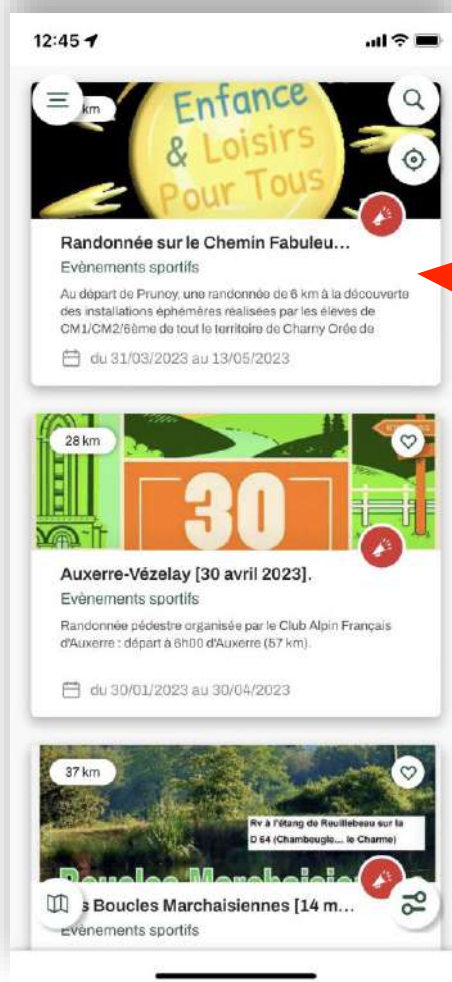 12:45
km
Enfance
& Loisirs
Pour Tous
Randonnée sur le Chemin Fabuleu...
Evènements sportifs
Au départ de Prunoy, une randonnée de 6 km à la découverte
des installations éphémères réalisées par les élèves de
CM1/CM2/6ème de tout le territoire de Charny Orée de
du 31/03/2023 au 13/05/2023
28 km
30
Auxerre-Vézelay [30 avril 2023].
Evènements sportifs
Randonnée pédestre organisée par le Club Alpin Français
d'Auxerre : départ à 6h00 d'Auxerre (57 km).
du 30/01/2023 au 30/04/2023
37 km
Rv à l'étang de Reuillebeau sur la
D 64 (Chambeugle... le Charme)
Boucles Marchaisien
s Boucles Marchaisiennes [14 m...
Evènements sportifs